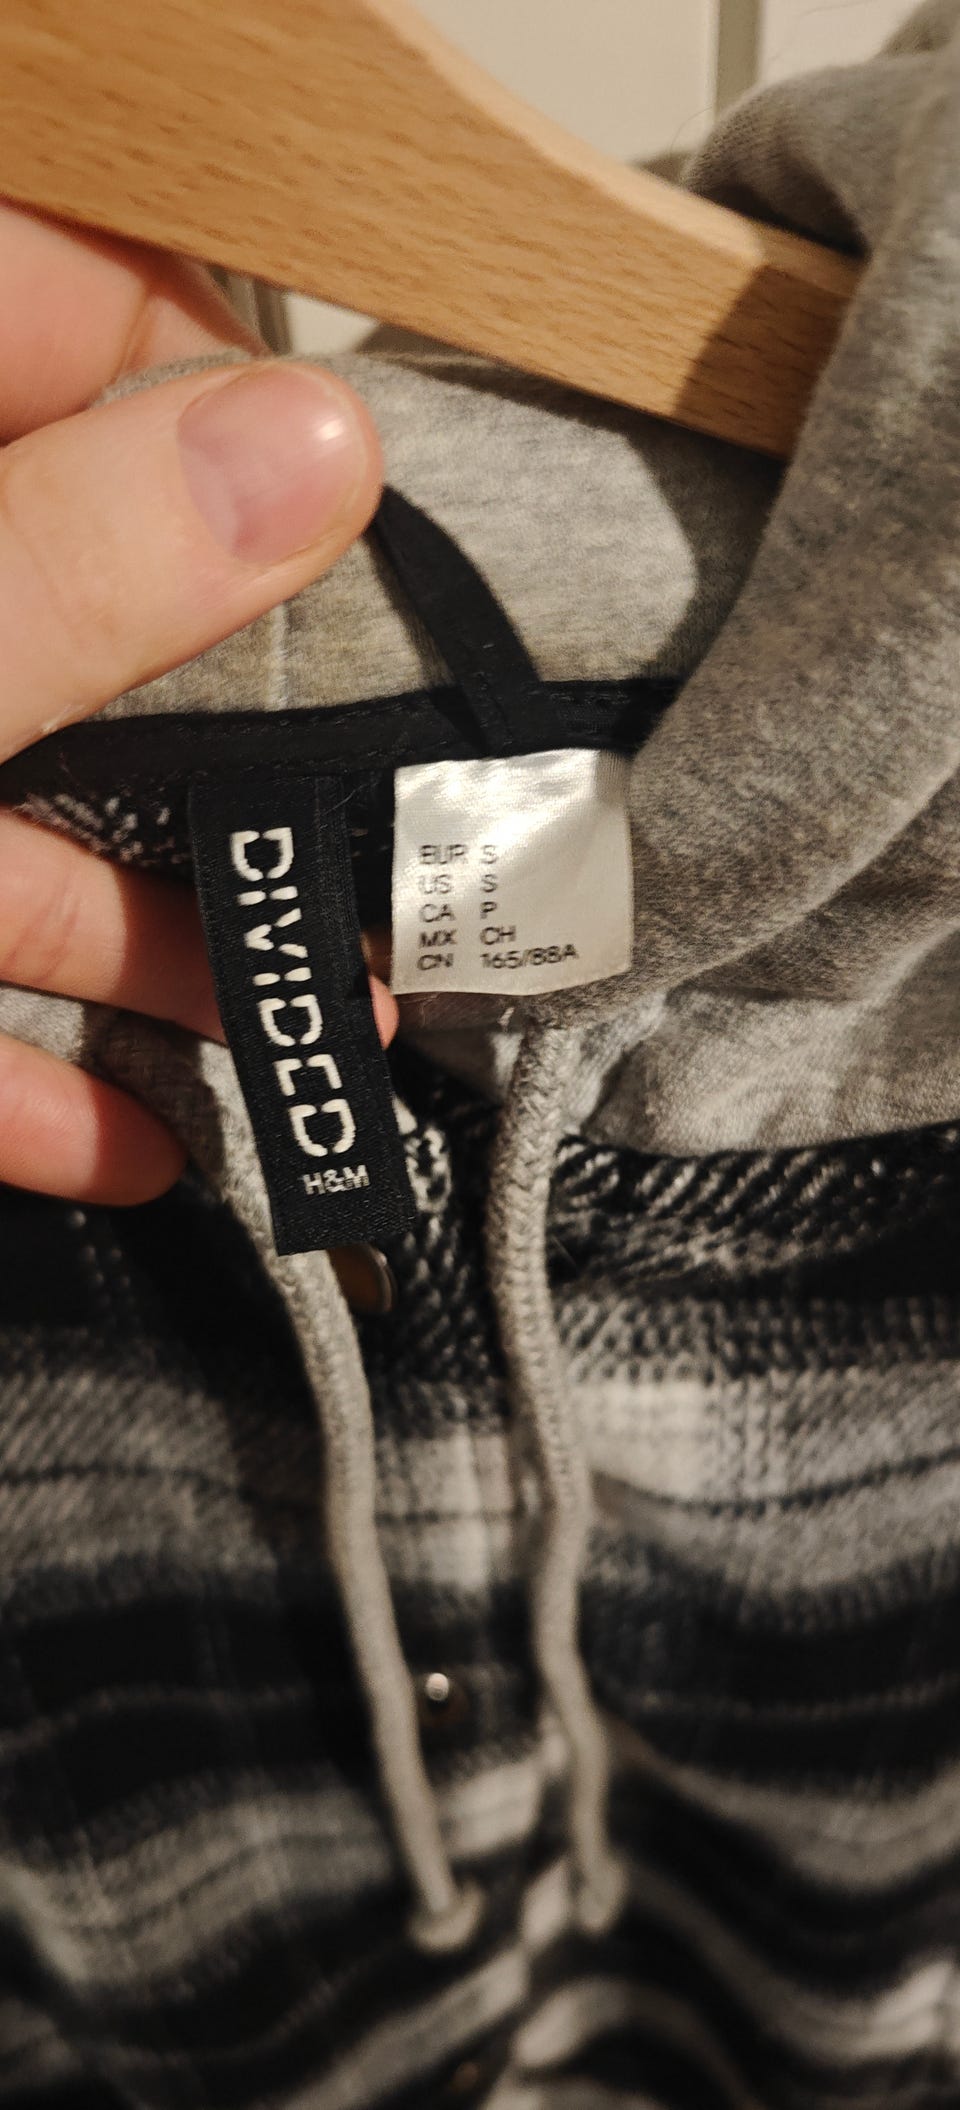 DIVIDED
H&M
EUR S
US S
CA P
MX CH
CN 165/88A